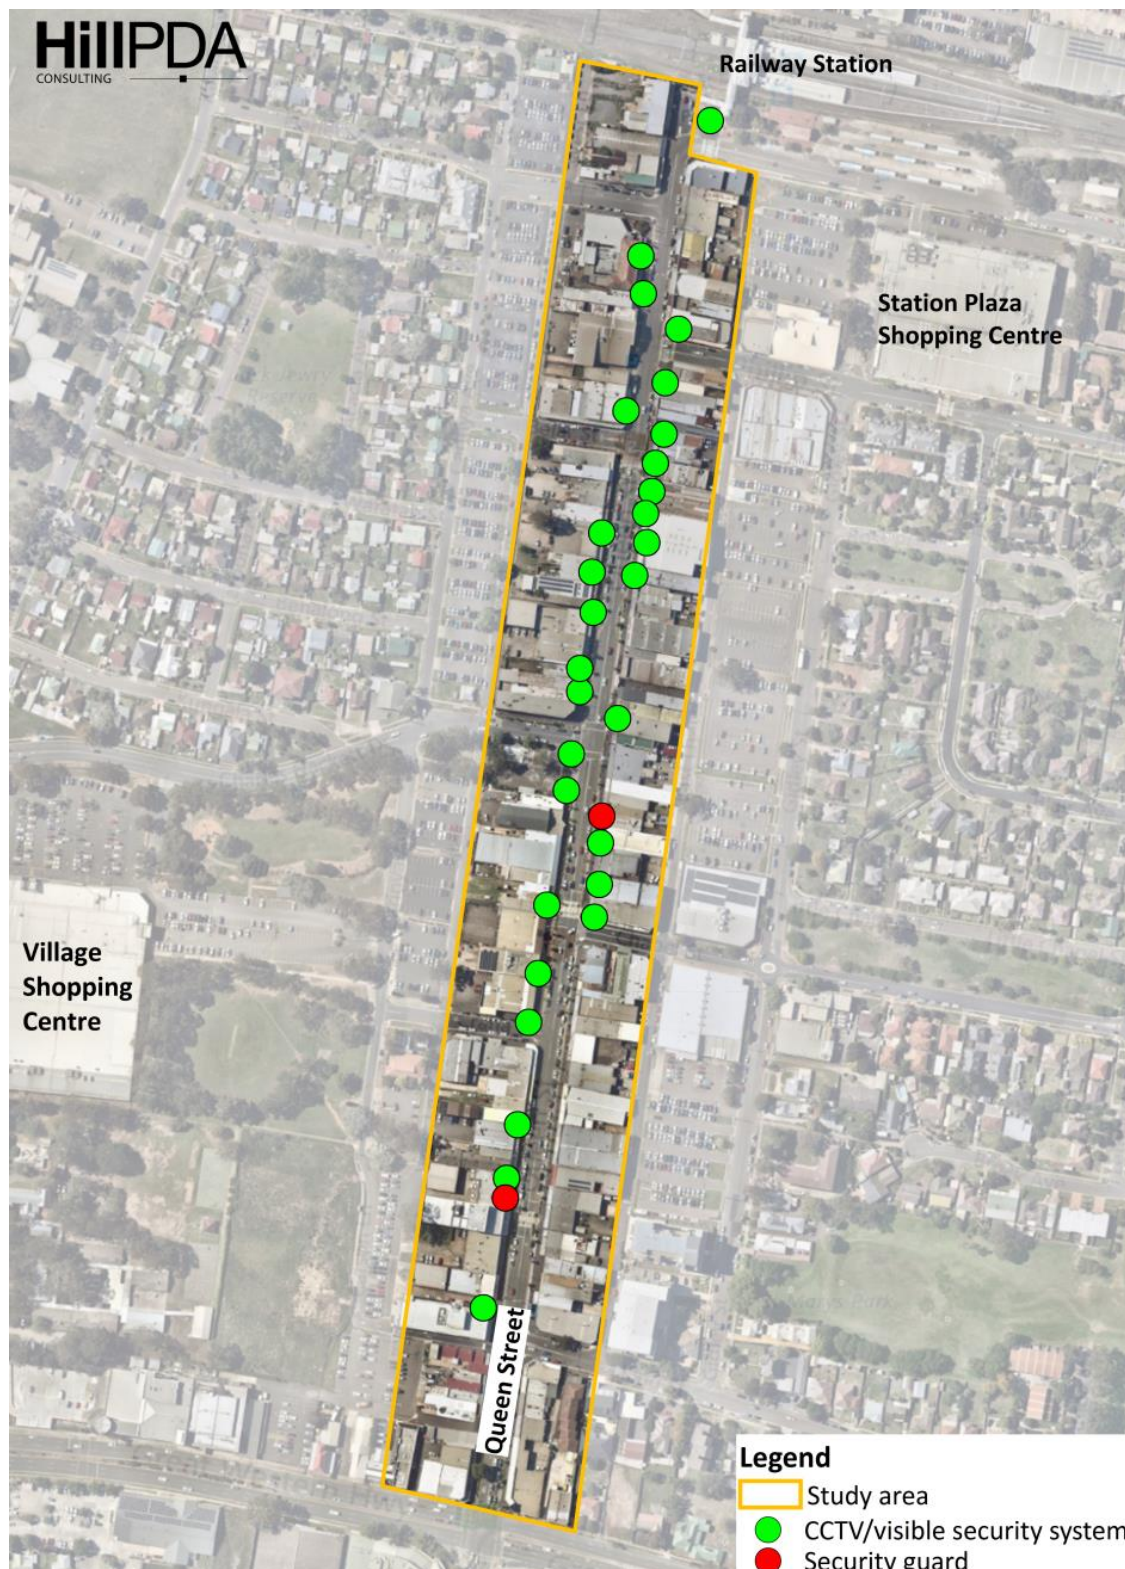 HillPDA
CONSULTING
Railway Station
Station Plaza
Shopping Centre
Village
Shopping
Centre
Queen Street
Legend
Study area
CCTV/visible security system
Security guard